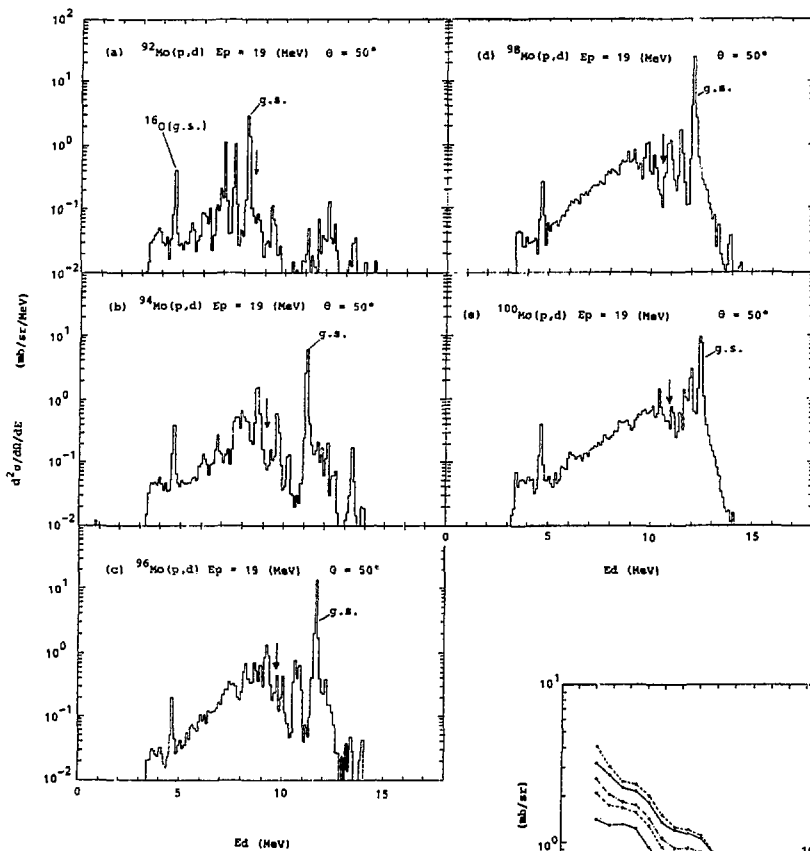 (a) ⁹²Mo(p,d) Ep = 19 (MeV) θ = 50°
g.s.
¹⁶O(g.s.)
10²
10¹
10⁰
10⁻¹
10⁻²
(b) ⁹⁴Mo(p,d) Ep = 19 (MeV) θ = 50°
g.s.
10¹
10⁰
10⁻¹
10⁻²
d²σ/dΩ/dE (mb/sr/MeV)
(c) ⁹⁶Mo(p,d) Ep = 19 (MeV) θ = 50°
g.s.
10¹
10⁰
10⁻¹
10⁻²
0 5 10 15
Ed (MeV)
(d) ⁹⁸Mo(p,d) Ep = 19 (MeV) θ = 50°
g.s.
(e) ¹⁰⁰Mo(p,d) Ep = 19 (MeV) θ = 50°
g.s.
0 5 10 15
Ed (MeV)
10¹
10⁰
(mb/sr)